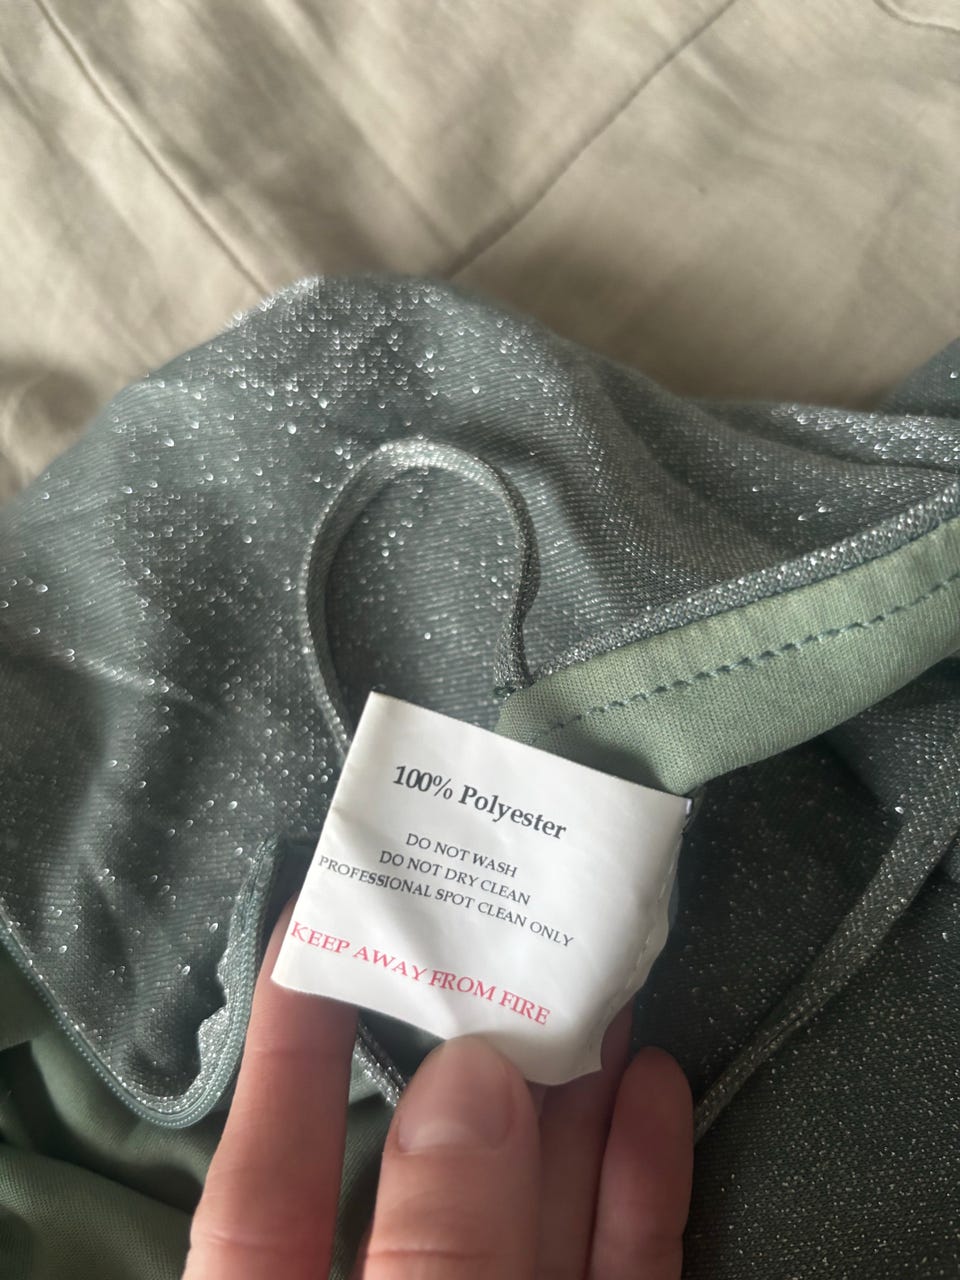 100% Polyester
DO NOT WASH
DO NOT DRY CLEAN
PROFESSIONAL SPOT CLEAN ONLY
KEEP AWAY FROM FIRE